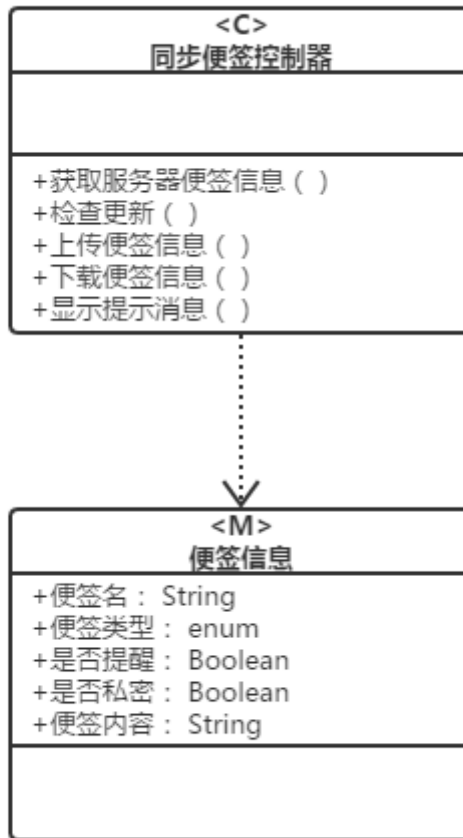 <C>
同步便签控制器
+获取服务器便签信息（ ）
+检查更新（ ）
+上传便签信息（ ）
+下载便签信息（ ）
+显示提示消息（ ）
<M>
便签信息
+便签名： String
+便签类型： enum
+是否提醒： Boolean
+是否私密： Boolean
+便签内容： String